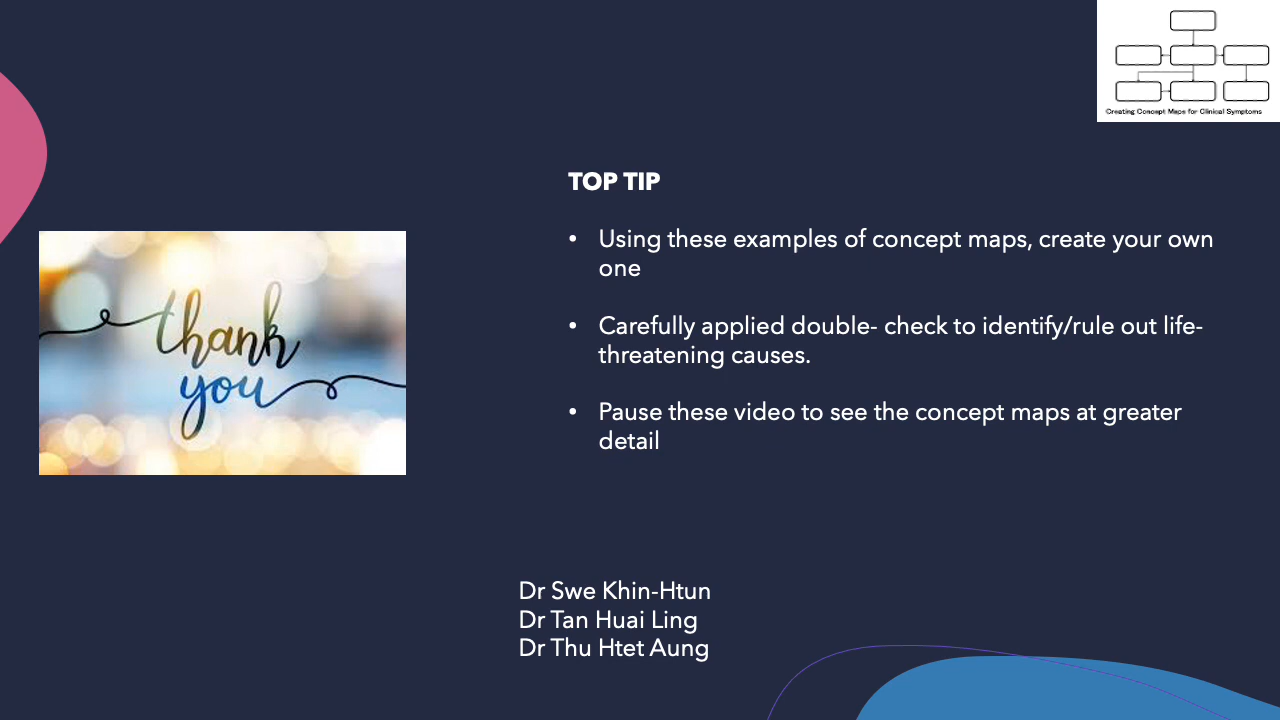 Creating Concept Maps for Clinical Symptoms
TOP TIP
• Using these examples of concept maps, create your own
one
• Carefully applied double- check to identify/rule out life-
threatening causes.
• Pause these video to see the concept maps at greater
detail
thank
you
Dr Swe Khin-Htun
Dr Tan Huai Ling
Dr Thu Htet Aung